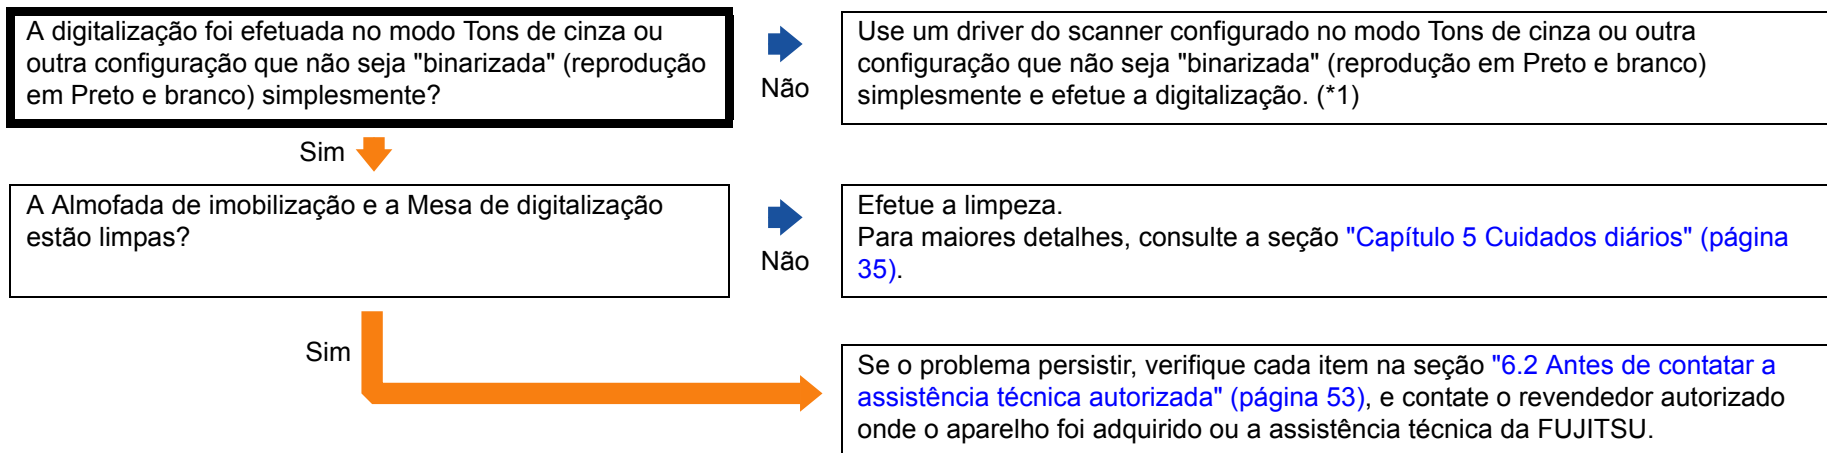 A digitalização foi efetuada no modo Tons de cinza ou
outra configuração que não seja "binarizada" (reprodução
em Preto e branco) simplesmente?
Não
Use um driver do scanner configurado no modo Tons de cinza ou outra
configuração que não seja "binarizada" (reprodução em Preto e branco)
simplesmente e efetue a digitalização. (*1)
Sim
A Almofada de imobilização e a Mesa de digitalização
estão limpas?
Não
Efetue a limpeza.
Para maiores detalhes, consulte a seção "Capítulo 5 Cuidados diários" (página
35).
Sim
Se o problema persistir, verifique cada item na seção "6.2 Antes de contatar a
assistência técnica autorizada" (página 53), e contate o revendedor autorizado
onde o aparelho foi adquirido ou a assistência técnica da FUJITSU.